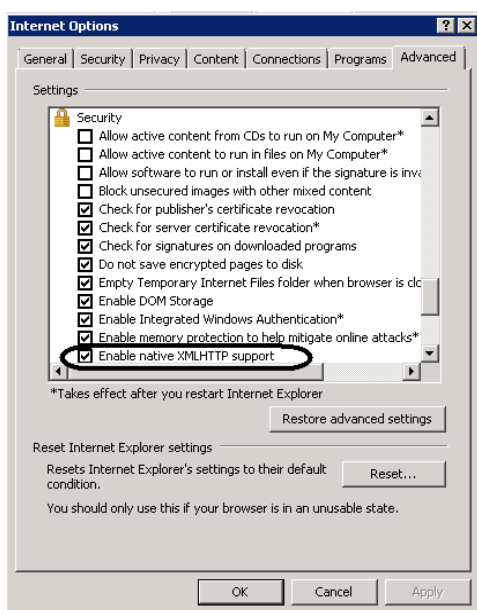 Internet Options
General Security Privacy Content Connections Programs Advanced
Settings
Security
Allow active content from CDs to run on My Computer*
Allow active content to run in files on My Computer*
Allow software to run or install even if the signature is inva
Block unsecured images with other mixed content
Check for publisher's certificate revocation
Check for server certificate revocation*
Check for signatures on downloaded programs
Do not save encrypted pages to disk
Empty Temporary Internet Files folder when browser is clo
Enable DOM Storage
Enable Integrated Windows Authentication*
Enable memory protection to help mitigate online attacks*
Enable native XMLHTTP support
*Takes effect after you restart Internet Explorer
Restore advanced settings
Reset Internet Explorer settings
Resets Internet Explorer's settings to their default
condition.
Reset...
You should only use this if your browser is in an unusable state.
OK Cancel Apply